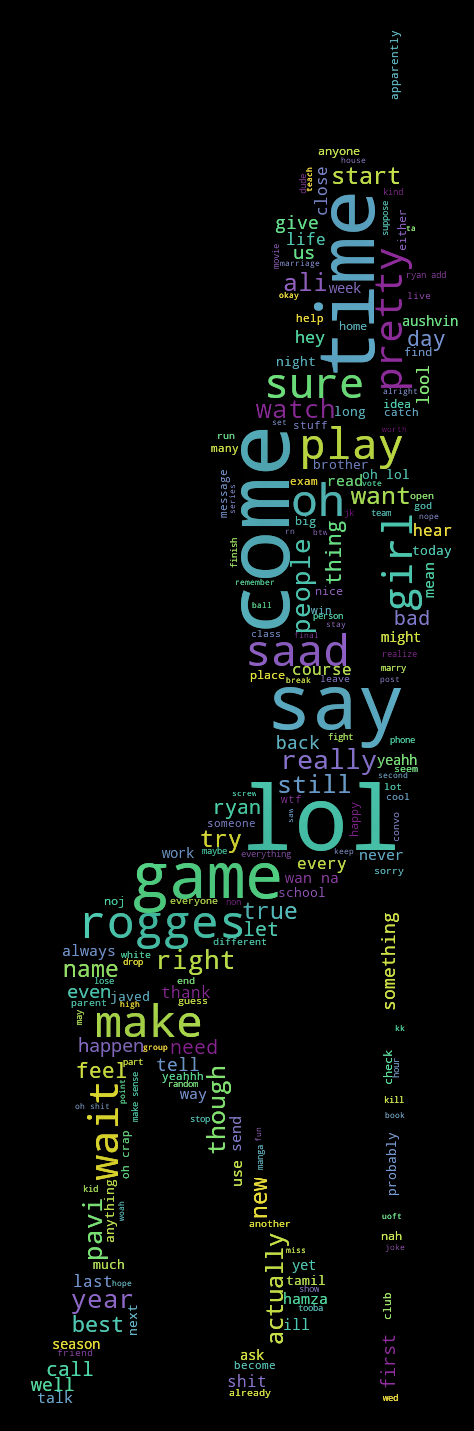 apparently
anyone
house
dude
teach
close
start
kind
time
give
life
us
suppose
either
ta
movie
marriage
pretty
ryan add
ali
week
okay
live
help
home
aushvin
hey
day
find
night
sure
lool
alright
watch
long
idea
catch
set
stuff
worth
run
many
come
play
brother
oh lol
message
series
exam
read
vote
want
open
oh
jk
team
god
nope
big
girl
hear
rn
btw
thing
finish
people
today
remember
nice
mean
ball
win
person
stay
bad
class
final
saad
might
realize
course
place
break
leave
marry
post
say
back
fight
phone
really
yeahh
seem
second
still
lot
cool
screw
wtf
lol
ryan
saw
happy
someone
convo
try
work
maybe
everything
keep
never
every
sorry
game
wan na
school
noj
everyone
non
rogges
true
let
different
something
always
white
right
name
drop
lose
end
even
javed
thank
parent
high
guess
may
make
kk
happen
group
need
part
feel
tell
check
hour
yeahhh
random
way
wait
point
make sense
though
kill
oh shit
stop
send
book
fun
oh crap
manga
probably
use
kid
anything
new
woah
another
uoft
pavi
actually
nah
joke
miss
much
yet
last
hope
tamil
show
year
hamza
tooba
club
best
next
ill
season
friend
first
ask
become
call
well
shit
already
talk
wed